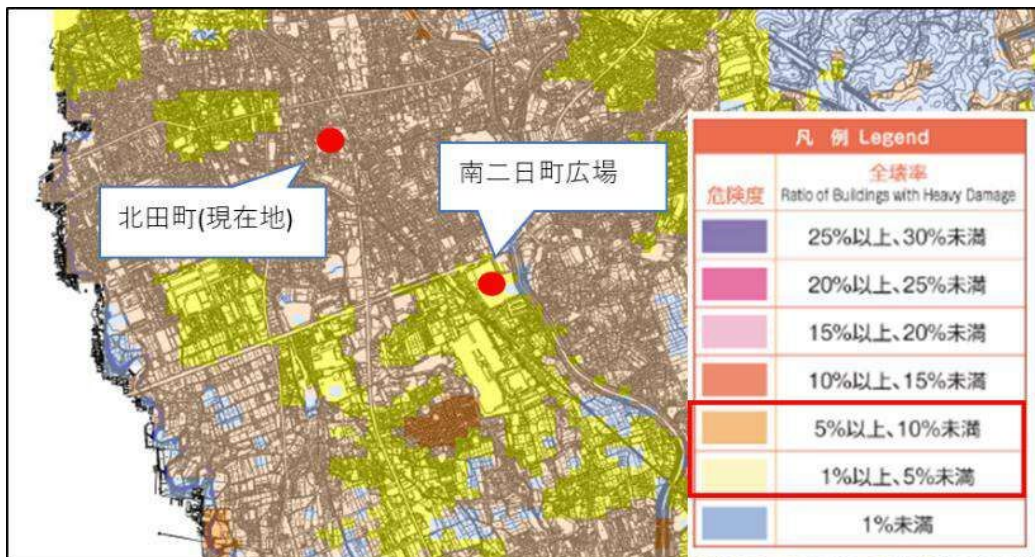 南二日町広場
北田町(現在地)
凡 例 Legend
危険度
全壊率
Ratio of Buildings with Heavy Damage
25%以上、30%未満
20%以上、25%未満
15%以上、20%未満
10%以上、15%未満
5%以上、10%未満
1%以上、5%未満
1%未満